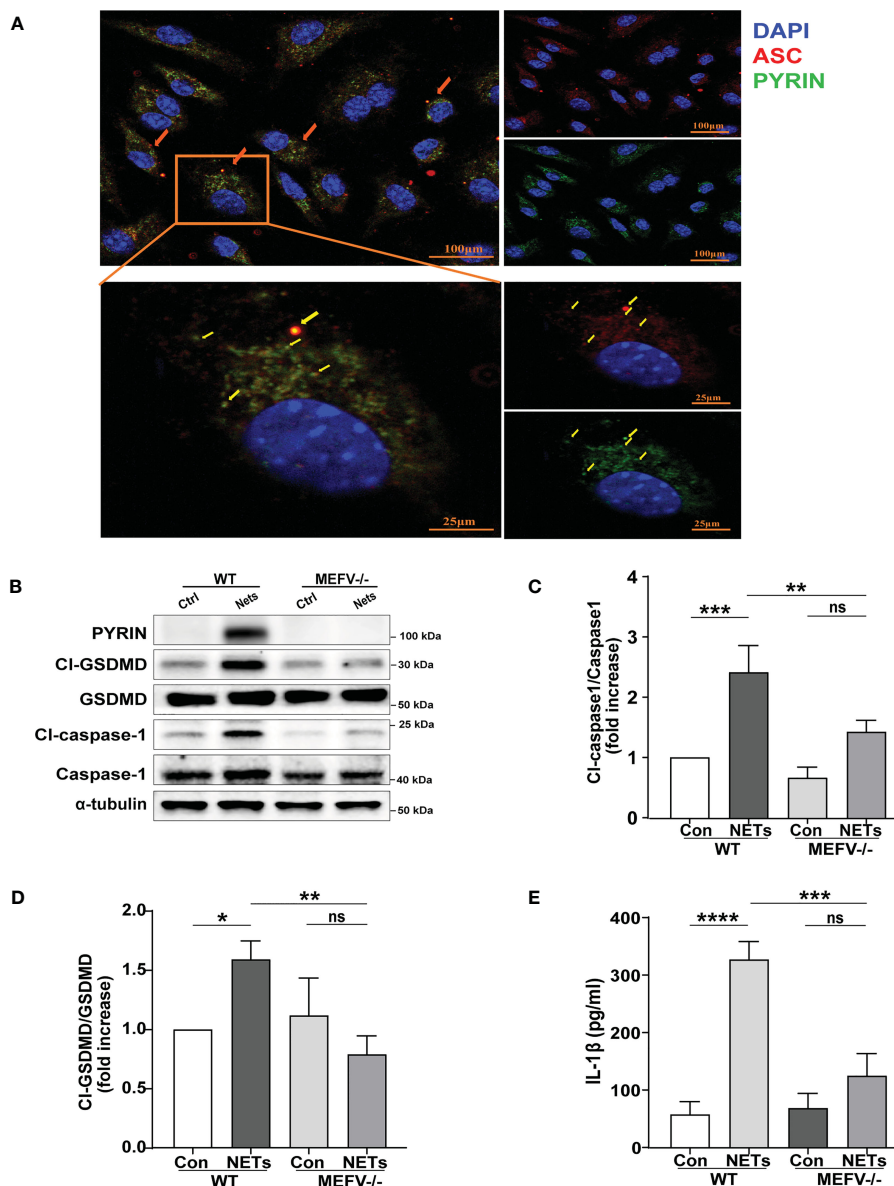 A
DAPI
ASC
PYRIN
100µm
100µm
100µm
25µm
25µm
25µm
B
WT
MEFV-/-
Ctrl
Nets
Ctrl
Nets
PYRIN
100 kDa
CI-GSDMD
30 kDa
GSDMD
50 kDa
CI-caspase-1
25 kDa
Caspase-1
40 kDa
α-tubulin
50 kDa
C
CI-caspase1/Caspase1
(fold increase)
4
3
2
1
0
***
**
ns
Con NETs Con NETs
WT MEFV-/-
D
CI-GSDMD/GSDMD
(fold increase)
2.0
1.5
1.0
0.5
0.0
*
**
ns
Con NETs Con NETs
WT MEFV-/-
E
IL-1β (pg/ml)
400
300
200
100
0
****
***
ns
Con NETs Con NETs
WT MEFV-/-